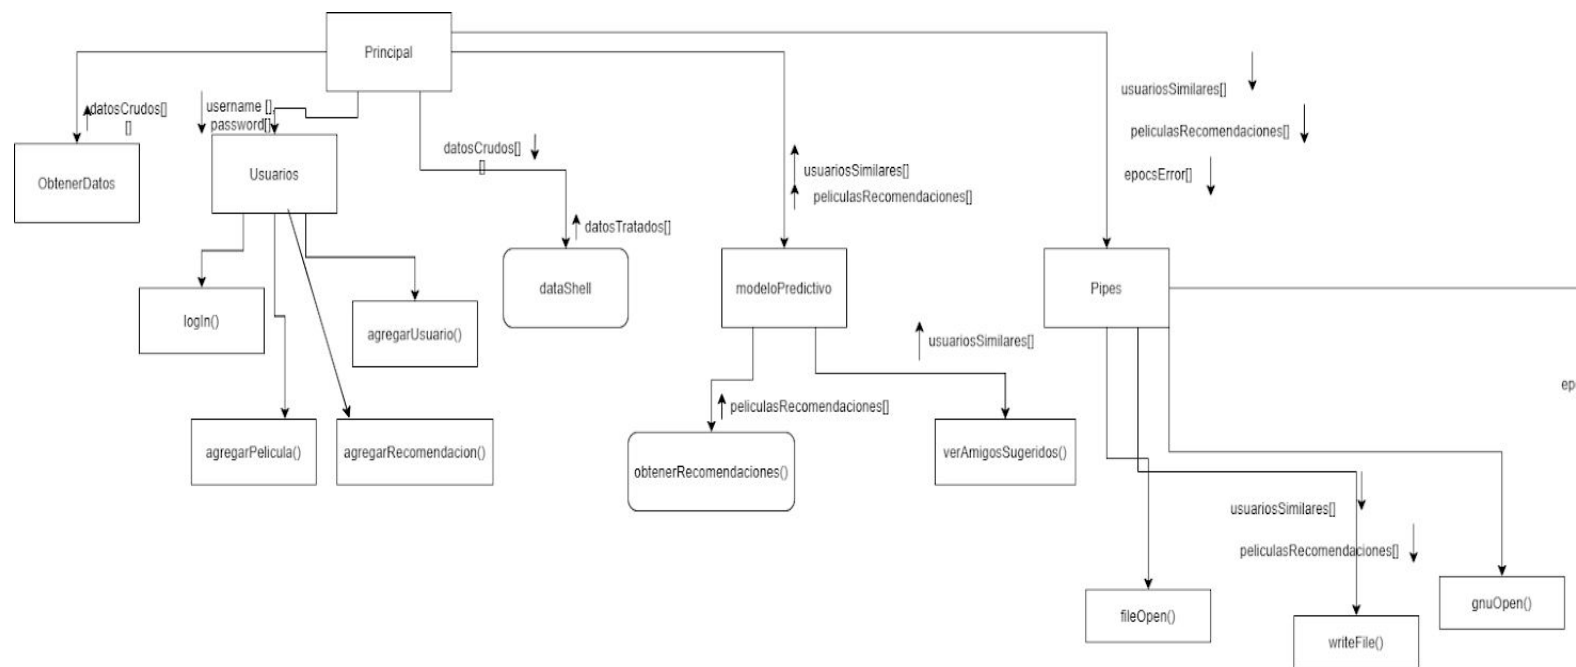 Principal
datosCrudos[]
[]
username [],
password[]
usuariosSimilares[]
peliculasRecomendaciones[]
epocsError[]
ObtenerDatos
Usuarios
datosCrudos[]
[]
usuariosSimilares[]
peliculasRecomendaciones[]
datosTratados[]
dataShell
modeloPredictivo
Pipes
logIn()
agregarUsuario()
usuariosSimilares[]
peliculasRecomendaciones[]
ep
agregarPelicula()
agregarRecomendacion()
obtenerRecomendaciones()
verAmigosSugeridos()
usuariosSimilares[]
peliculasRecomendaciones[]
fileOpen()
writeFile()
gnuOpen()